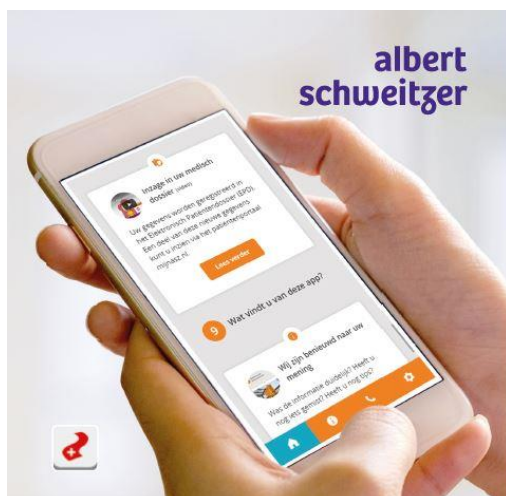 albert
schweitzer
Inzage in uw medisch
dossier (video)
Uw gegevens worden geregistreerd in
het Elektronisch Patiëntendossier (EPD).
Een deel van deze nieuwe gegevens
kunt u inzien via het patiëntenportaal
mijnasz.nl.
Lees verder
9 Wat vindt u van deze app?
Wij zijn benieuwd naar uw
mening
Was de informatie duidelijk? Heeft u
nog iets gemist? Heeft u nog tips?